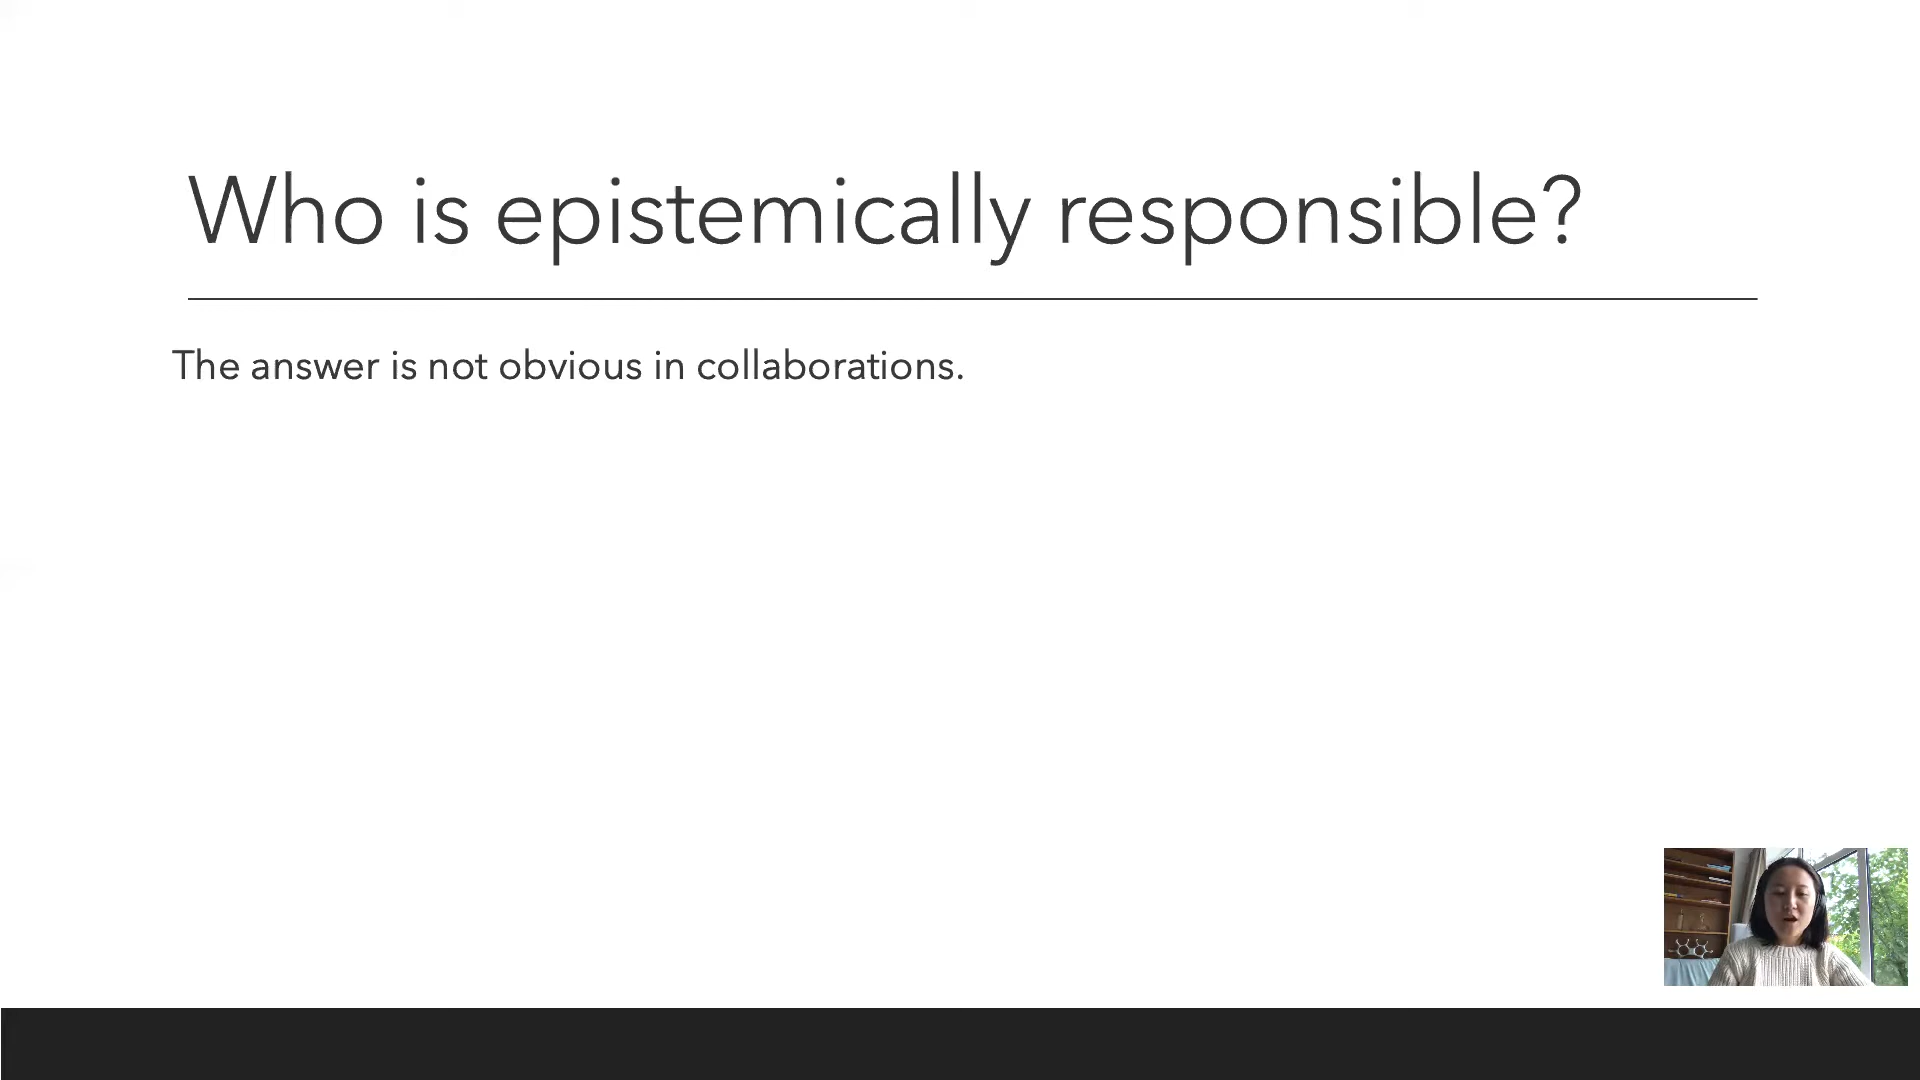 Who is epistemically responsible?
The answer is not obvious in collaborations.